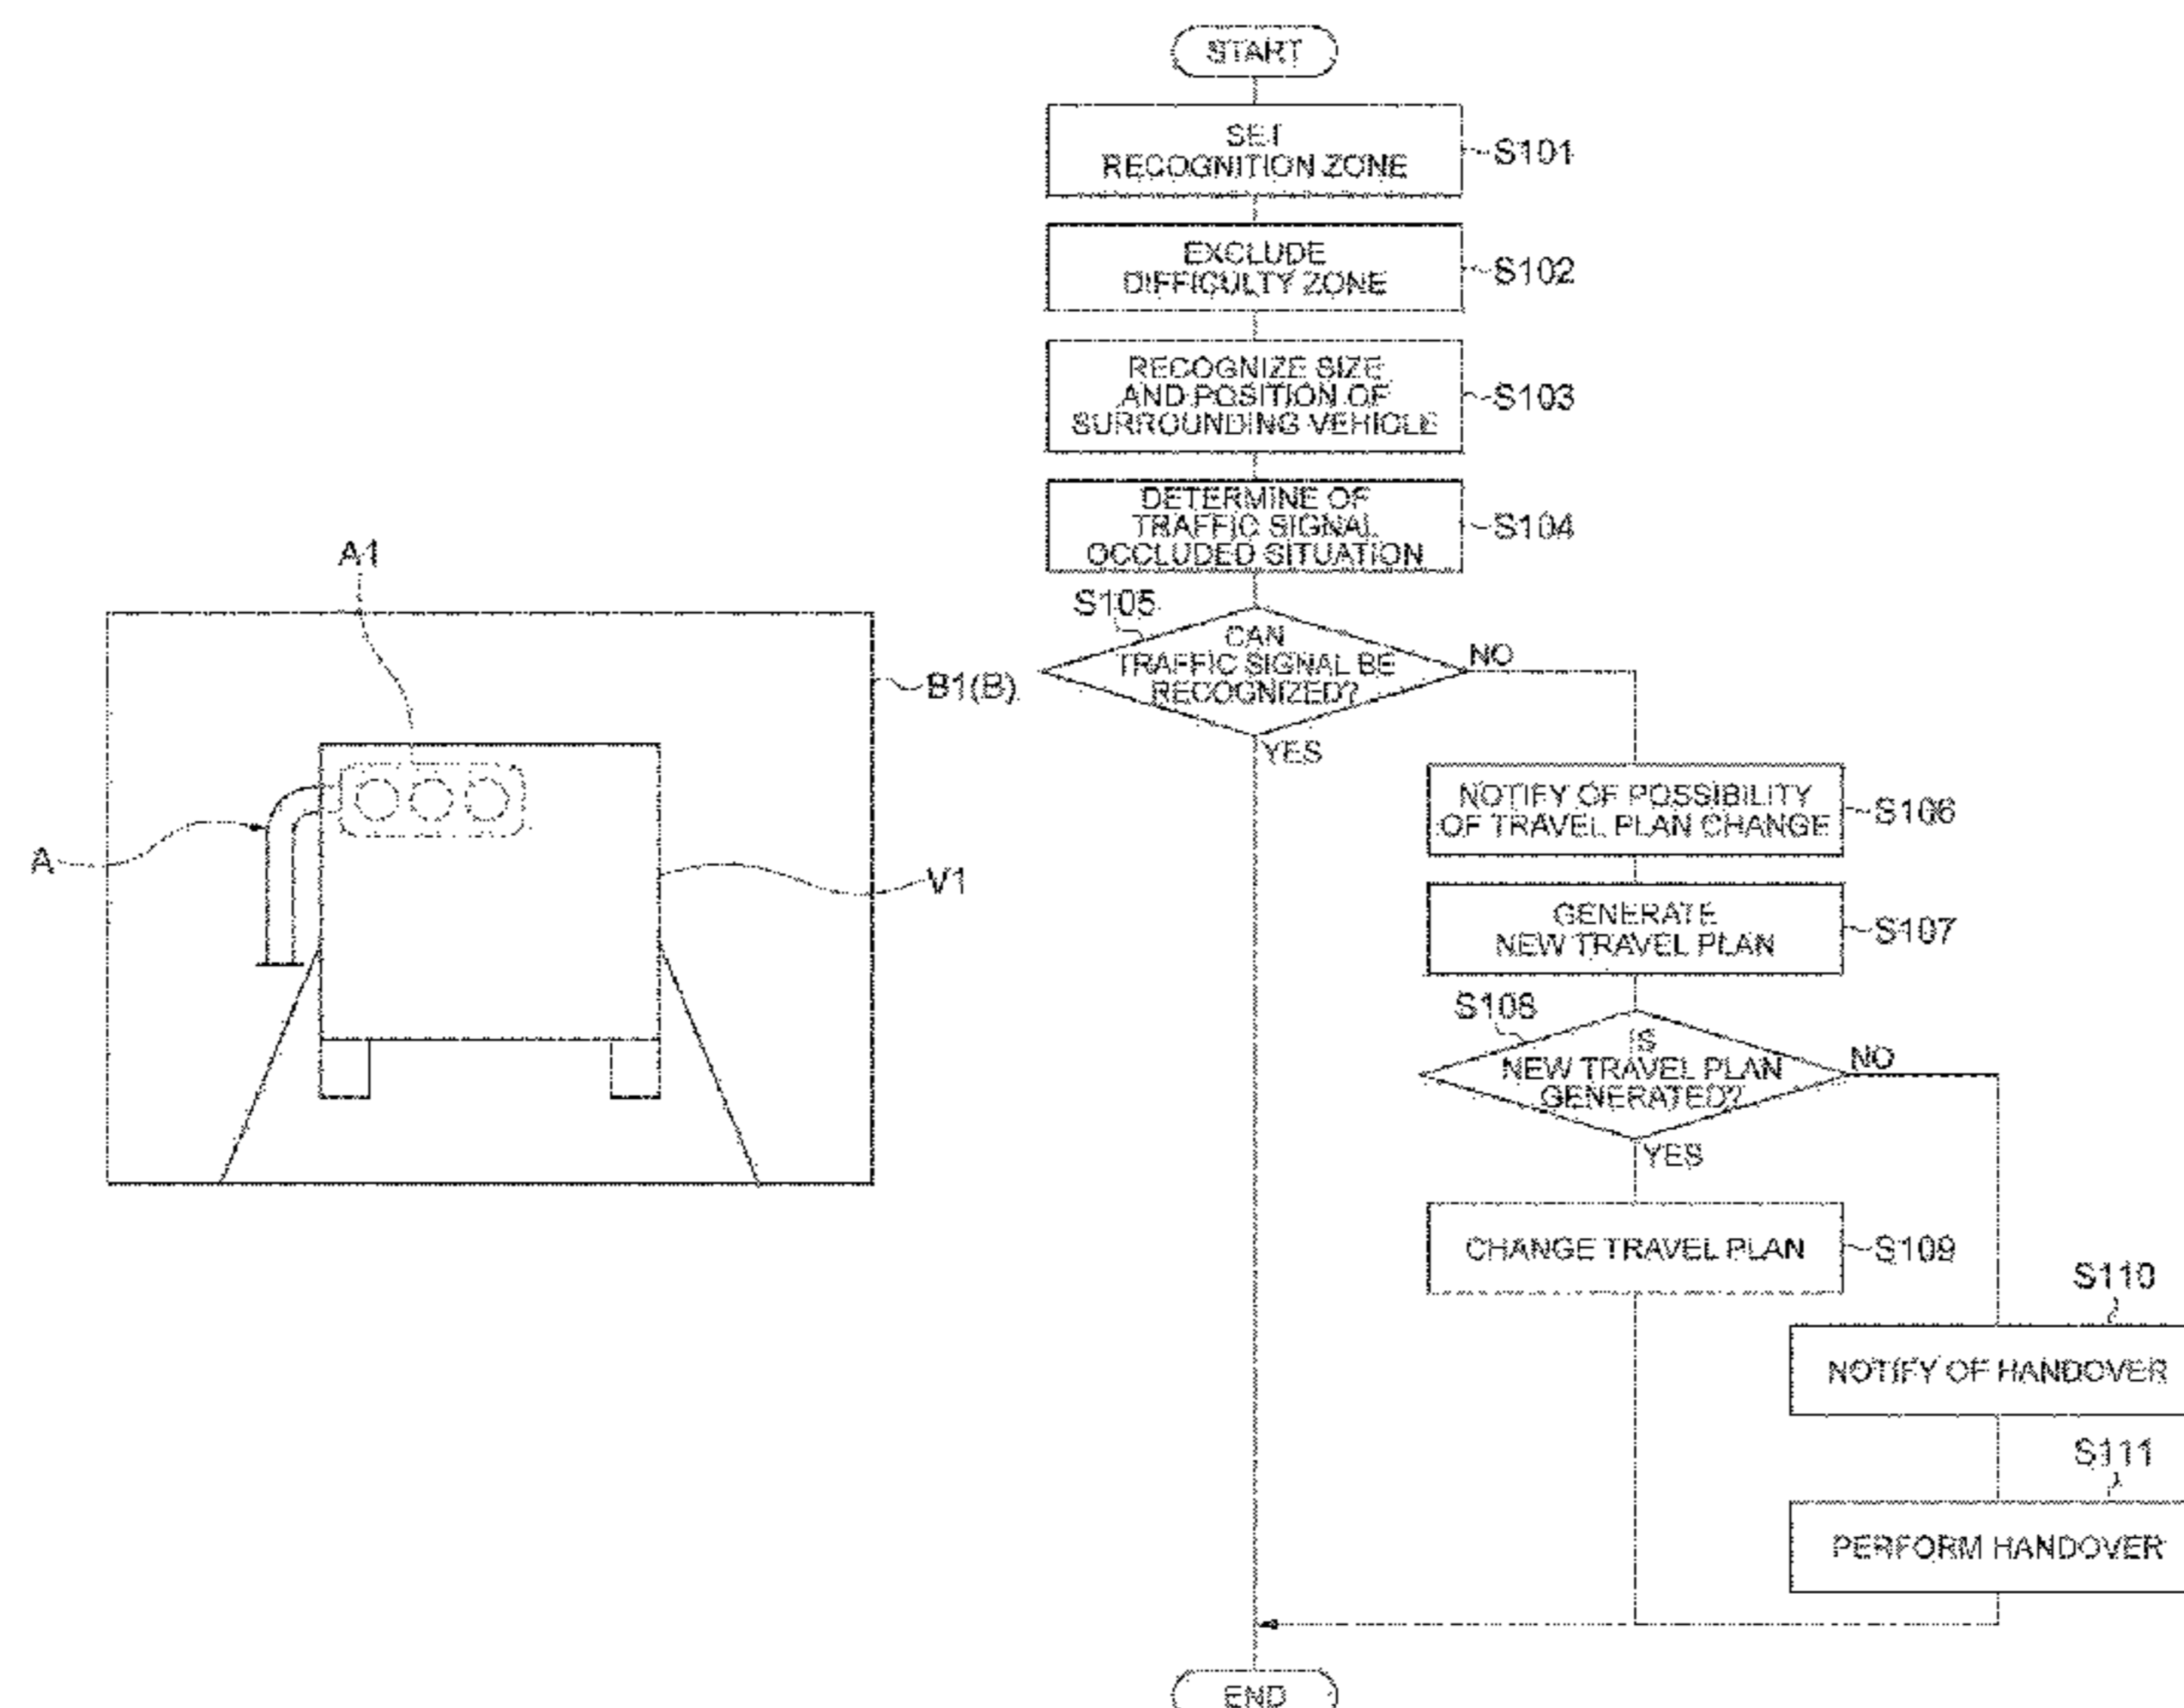 A1
B1(B)
A
V1
START
SET
RECOGNITION ZONE
S101
EXCLUDE
DIFFICULTY ZONE
S102
RECOGNIZE SIZE
AND POSITION OF
SURROUNDING VEHICLE
S103
DETERMINE OF
TRAFFIC SIGNAL
OCCLUDED SITUATION
S104
S105
CAN
TRAFFIC SIGNAL BE
RECOGNIZED?
NO
YES
NOTIFY OF POSSIBILITY
OF TRAVEL PLAN CHANGE
S106
GENERATE
NEW TRAVEL PLAN
S107
S108
IS
NEW TRAVEL PLAN
GENERATED?
NO
YES
CHANGE TRAVEL PLAN
S109
S110
NOTIFY OF HANDOVER
S111
PERFORM HANDOVER
END